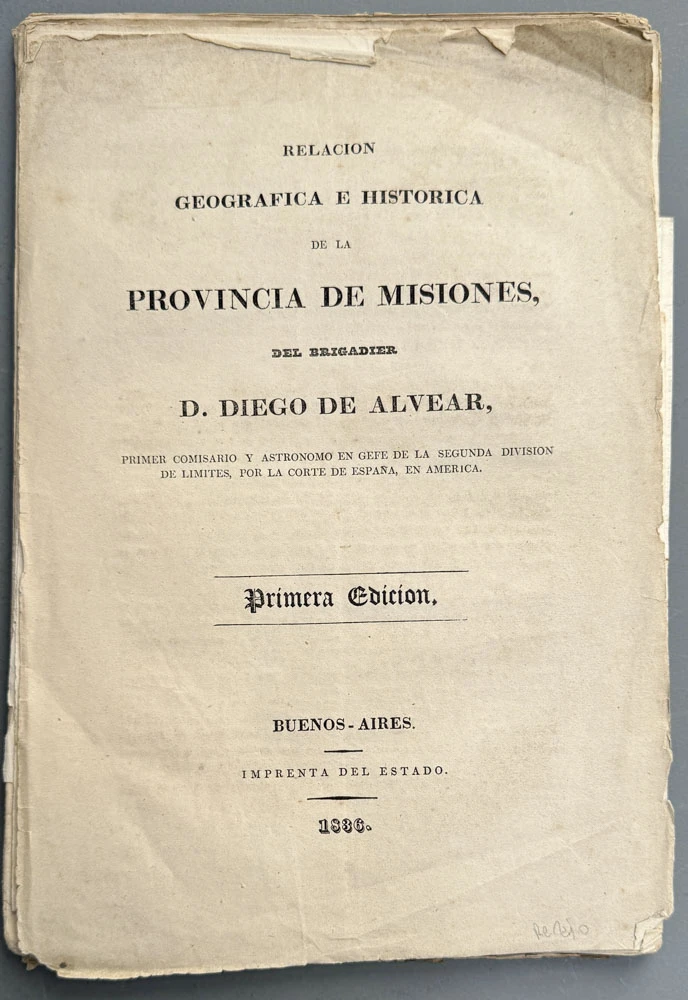 RELACION
GEOGRAFICA E HISTORICA
DE LA
PROVINCIA DE MISIONES,
DEL BRIGADIER
D. DIEGO DE ALVEAR,
PRIMER COMISARIO Y ASTRONOMO EN GEFE DE LA SEGUNDA DIVISION
DE LIMITES, POR LA CORTE DE ESPAÑA, EN AMERICA.
Primera Edicion.
BUENOS-AIRES.
IMPRENTA DEL ESTADO.
1836.